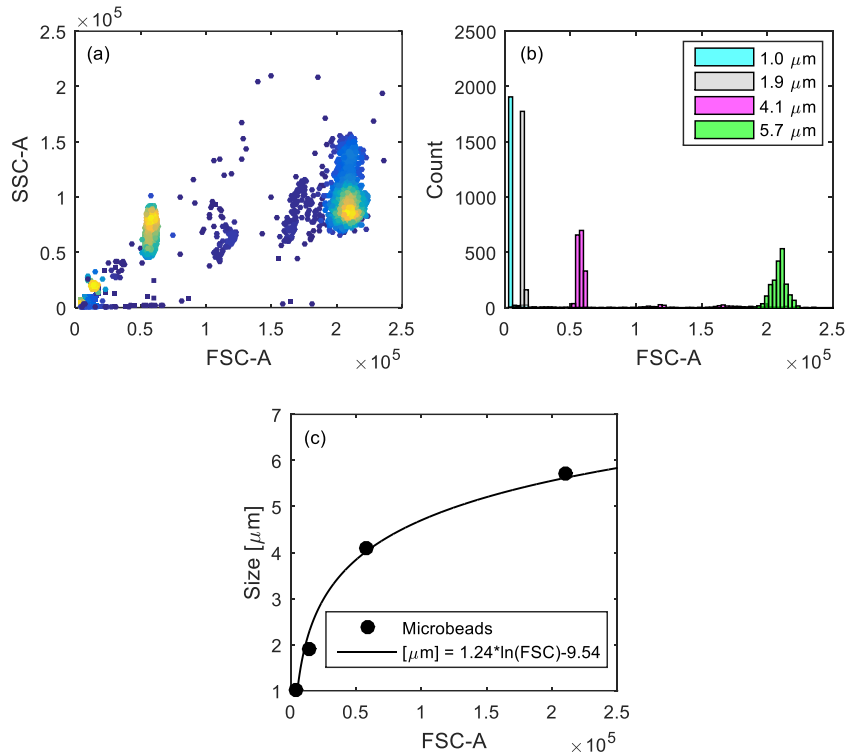 × 10^5
2.5
(a)
2
1.5
SSC-A
1
0.5
0
0 0.5 1 1.5 2 2.5
FSC-A × 10^5
2500
(b)
1.0 μm
1.9 μm
4.1 μm
5.7 μm
2000
1500
Count
1000
500
0
0 0.5 1 1.5 2 2.5
FSC-A × 10^5
7
(c)
6
5
Size [μm]
4
3
Microbeads
2
[μm] = 1.24*ln(FSC)-9.54
1
0 0.5 1 1.5 2 2.5
FSC-A × 10^5